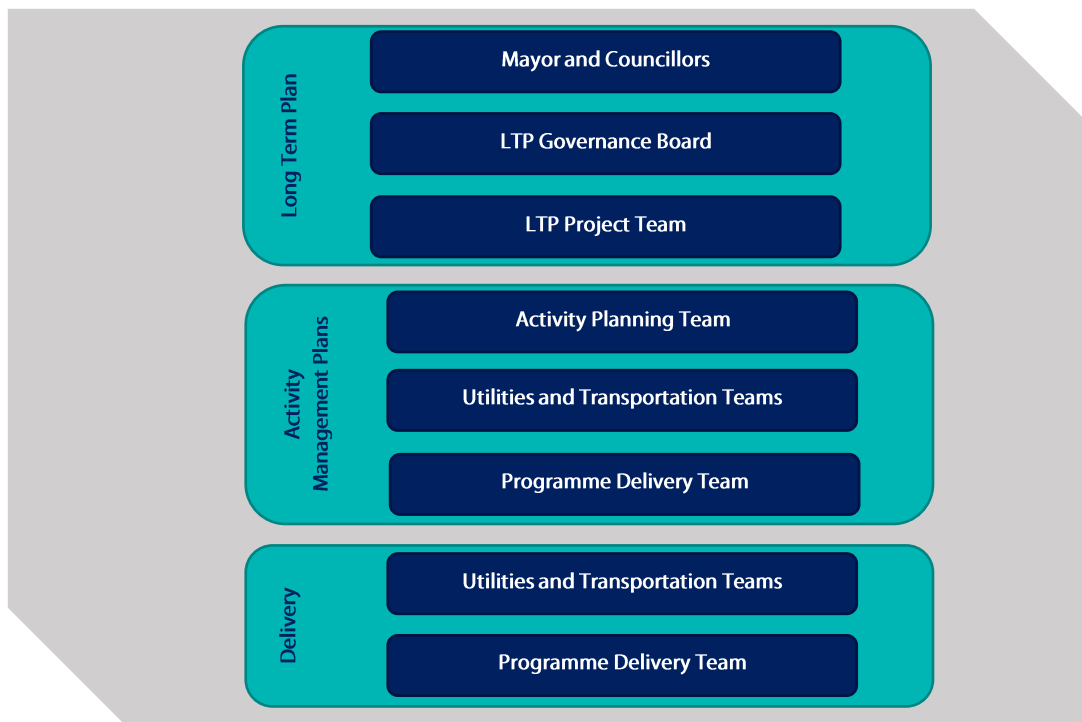 Long Term Plan
Mayor and Councillors
LTP Governance Board
LTP Project Team
Activity
Management Plans
Activity Planning Team
Utilities and Transportation Teams
Programme Delivery Team
Delivery
Utilities and Transportation Teams
Programme Delivery Team